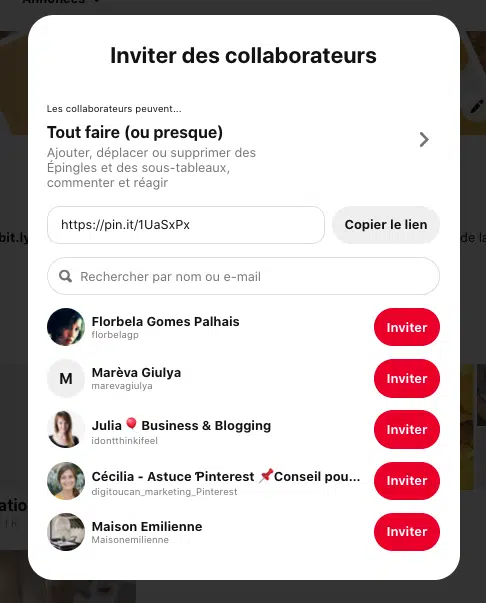 Inviter des collaborateurs
Les collaborateurs peuvent...
Tout faire (ou presque)
Ajouter, déplacer ou supprimer des
Épingles et des sous-tableaux,
commenter et réagir
https://pin.it/1UaSxPx
Copier le lien
bit.ly
de la
Rechercher par nom ou e-mail
Florbela Gomes Palhais
florbelagp
Inviter
M
Marèva Giulya
marevagiulya
Inviter
Julia🎈Business & Blogging
idontthinkifeel
Inviter
Cécilia - Astuce Ƥinterest 📌Conseil pou...
digitoucan_marketing_Pinterest
Inviter
Maison Emilienne
Maisonemilienne
Inviter